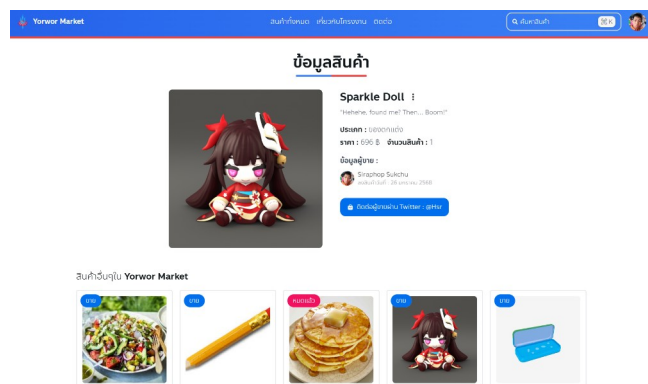 Yorwor Market
สินค้าทั้งหมด เกี่ยวกับโครงงาน ติดต่อ
ค้นหาสินค้า
⌘ K
ข้อมูลสินค้า
Sparkle Doll
"Hehehe, found me? Then... Boom!"
ประเภท : ของตกแต่ง
ราคา : 696 ฿ จำนวนสินค้า : 1
ข้อมูลผู้ขาย :
Siraphop Sukchu
ติดต่อผู้ขายผ่าน Twitter : @Hsr
สินค้าอื่นๆใน Yorwor Market
ขาย
ขาย
หมดแล้ว
ขาย
ขาย